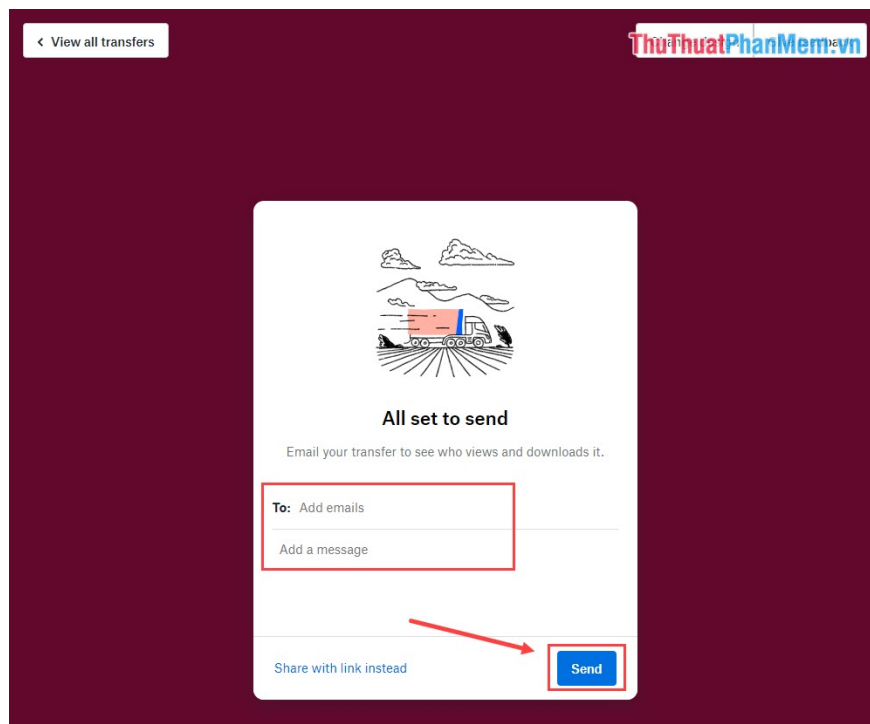 View all transfers
ThuThuatPhanMem.vn
All set to send
Email your transfer to see who views and downloads it.
To: Add emails
Add a message
Share with link instead
Send